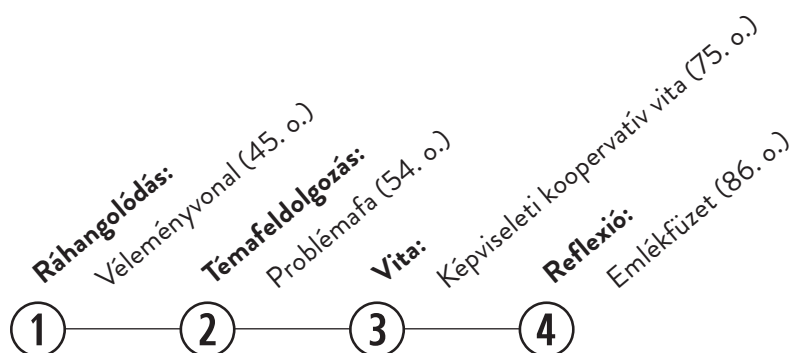 Ráhangolódás:
Véleményvonal (45. o.)
Témafeldolgozás:
Problémafa (54. o.)
Vita:
Képviseleti kooperatív vita (75. o.)
Reflexió:
Emlékfüzet (86. o.)
1
2
3
4